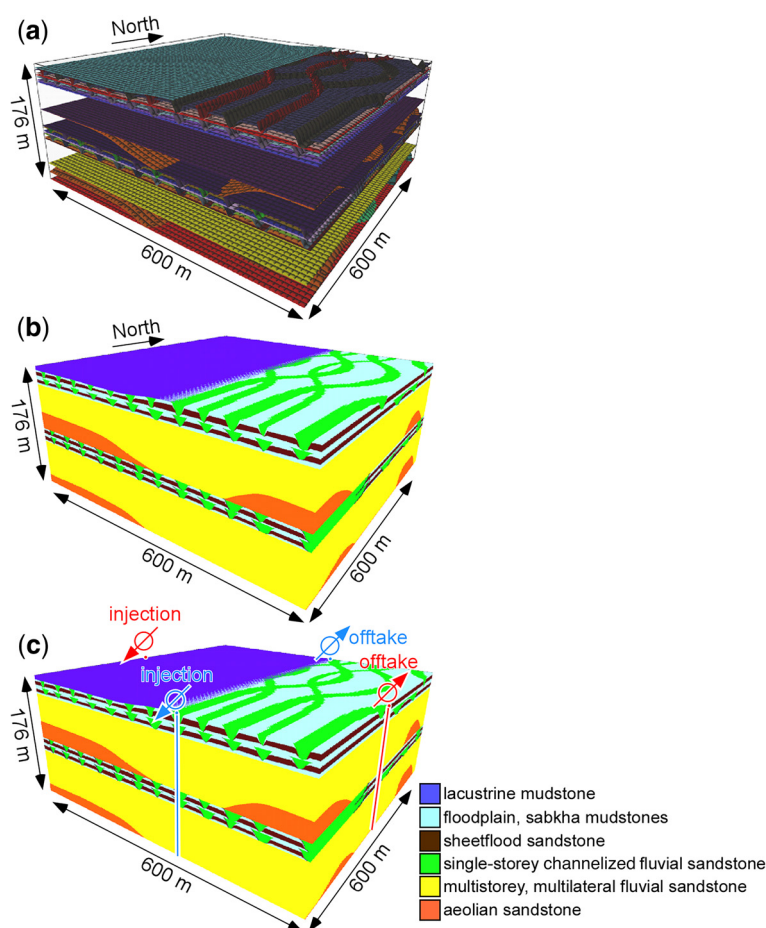 (a)
North
176 m
600 m
600 m
(b)
North
176 m
600 m
600 m
(c)
injection
offtake
offtake
injection
176 m
600 m
600 m
lacustrine mudstone
floodplain, sabkha mudstones
sheetflood sandstone
single-storey channelized fluvial sandstone
multistorey, multilateral fluvial sandstone
aeolian sandstone